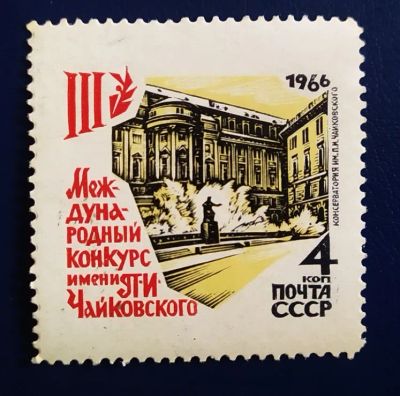 III
1966
Меж-
дуна-
родный
конкурс
имени П·И·
Чайковского
КОНСЕРВАТОРИЯ ИМ.П.И.ЧАЙКОВСКОГО
4
КОП
ПОЧТА
СССР